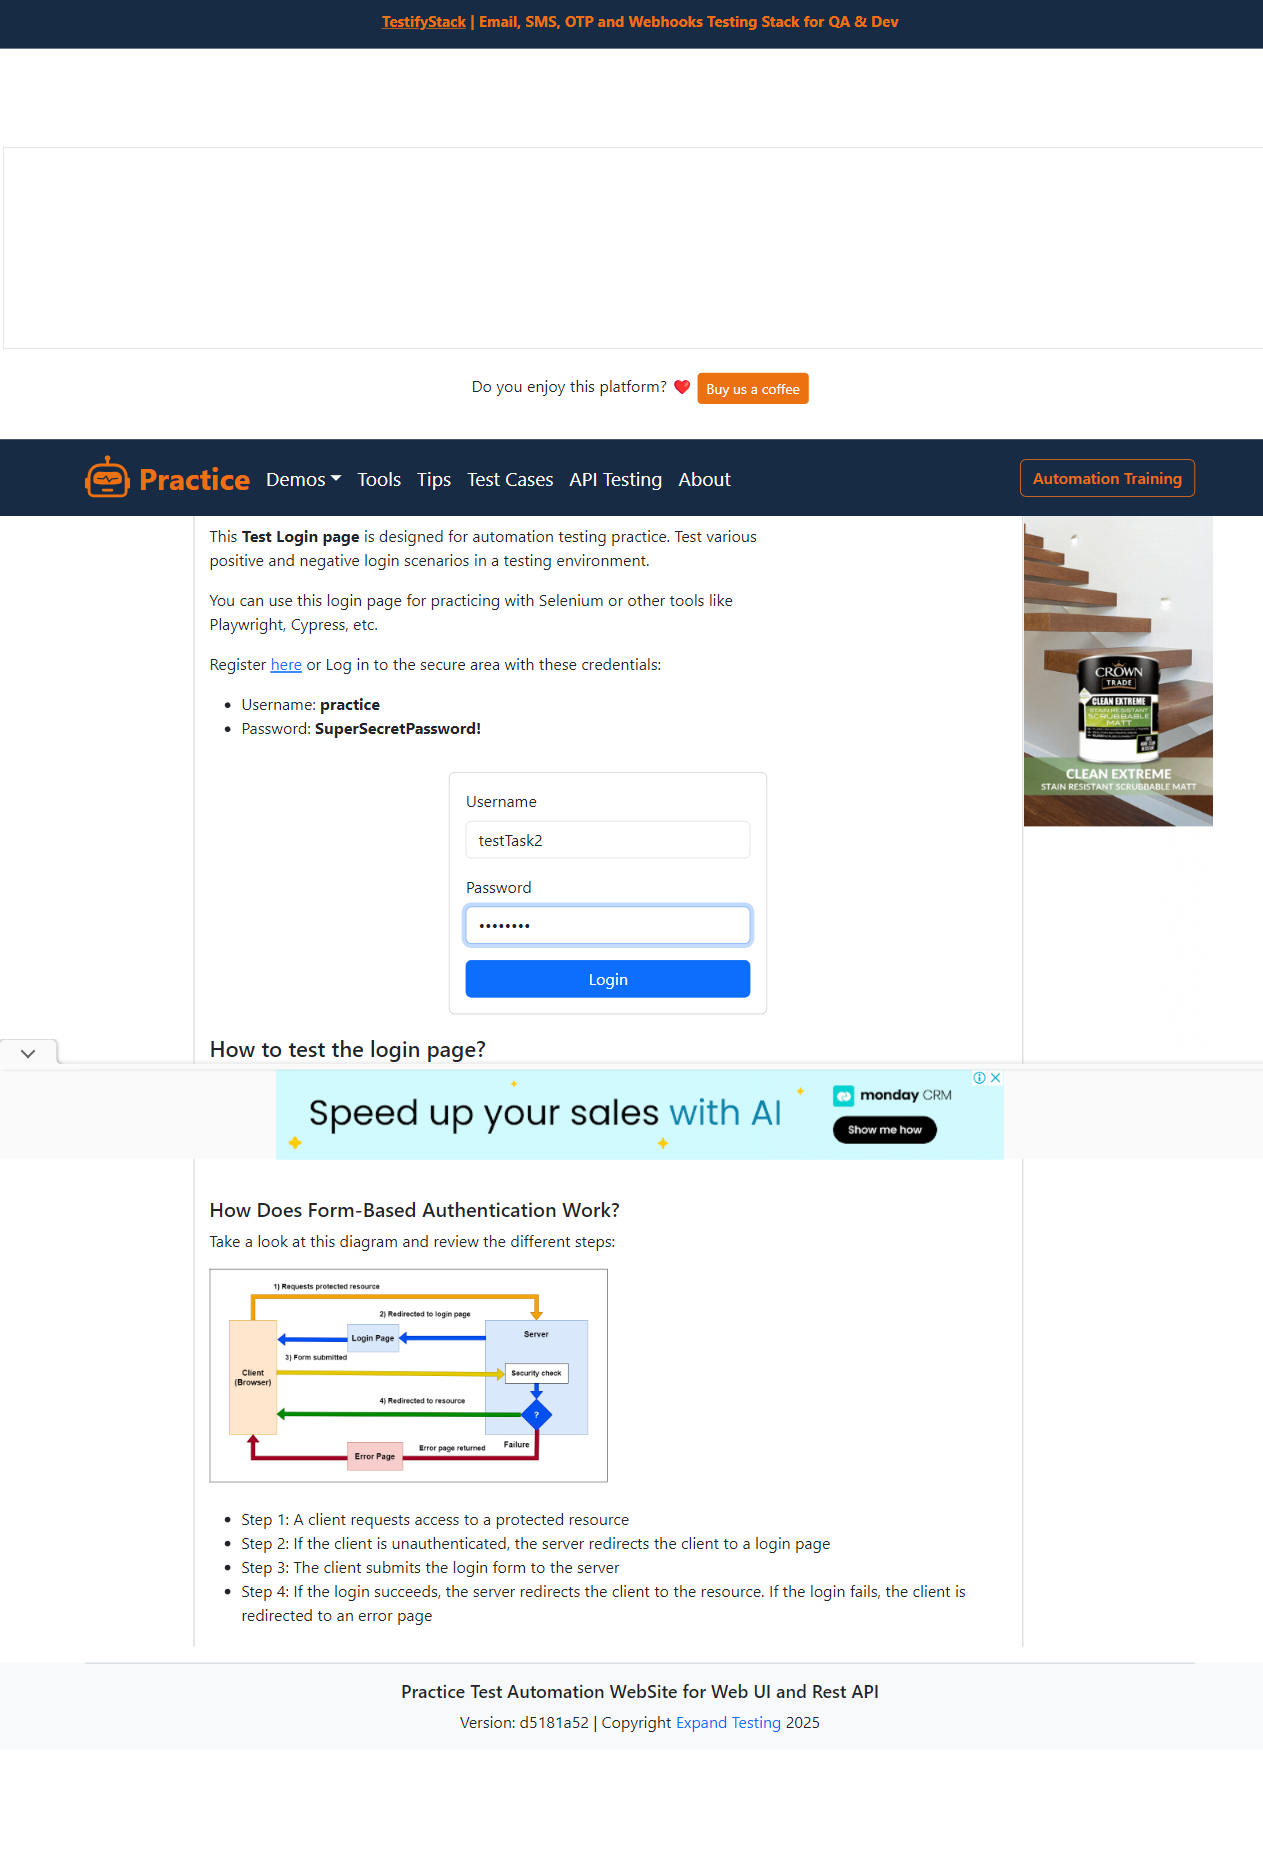 TestifyStack | Email, SMS, OTP and Webhooks Testing Stack for QA & Dev
Do you enjoy this platform? ❤️ Buy us a coffee
Practice Demos Tools Tips Test Cases API Testing About Automation Training
This Test Login page is designed for automation testing practice. Test various
positive and negative login scenarios in a testing environment.
You can use this login page for practicing with Selenium or other tools like
Playwright, Cypress, etc.
Register here or Log in to the secure area with these credentials:
• Username: practice
• Password: SuperSecretPassword!
CROWN
TRADE
CLEAN EXTREME
STAIN RESISTANT
SCRUBBABLE
MATT
CLEAN EXTREME
STAIN RESISTANT SCRUBBABLE MATT
Username
testTask2
Password
••••••••
Login
How to test the login page?
Speed up your sales with AI
monday CRM
Show me how
How Does Form-Based Authentication Work?
Take a look at this diagram and review the different steps:
1) Requests protected resource
2) Redirected to login page
Server
Login Page
3) Form submitted
Client
(Browser)
Security check
4) Redirected to resource
?
Error page returned
Failure
Error Page
• Step 1: A client requests access to a protected resource
• Step 2: If the client is unauthenticated, the server redirects the client to a login page
• Step 3: The client submits the login form to the server
• Step 4: If the login succeeds, the server redirects the client to the resource. If the login fails, the client is
redirected to an error page
Practice Test Automation WebSite for Web UI and Rest API
Version: d5181a52 | Copyright Expand Testing 2025